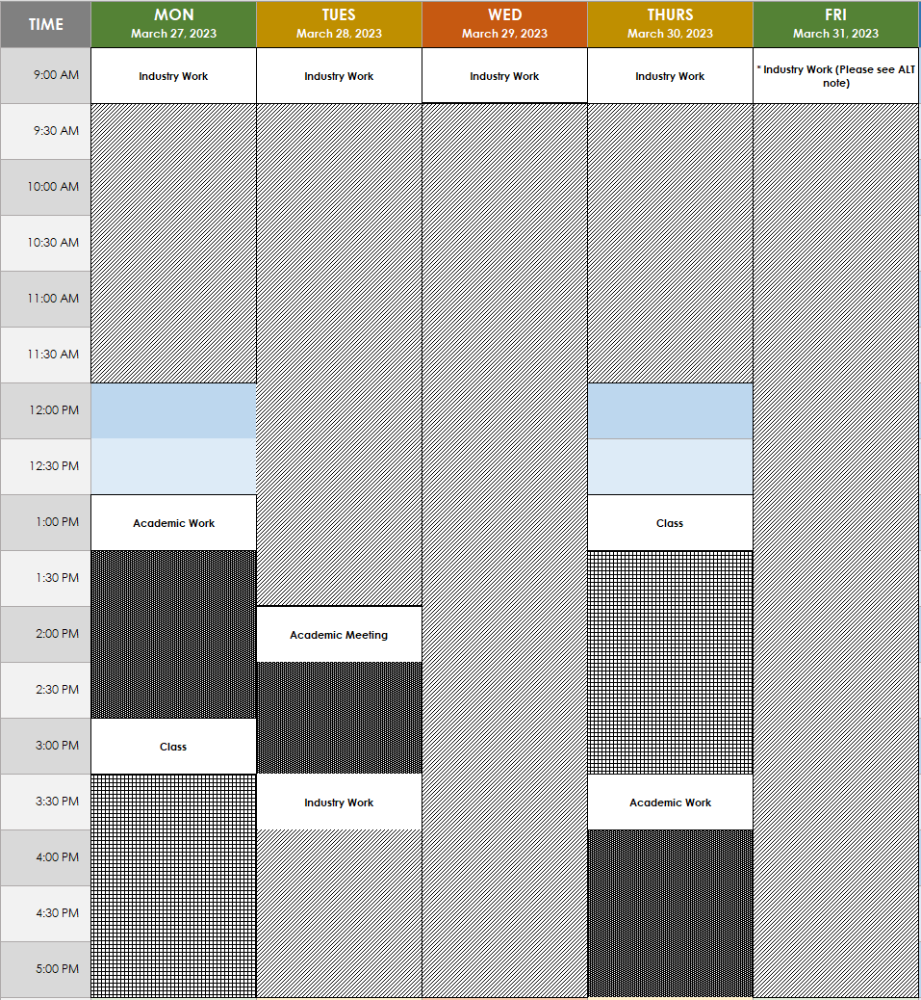 TIME
MON
March 27, 2023
TUES
March 28, 2023
WED
March 29, 2023
THURS
March 30, 2023
FRI
March 31, 2023
9:00 AM
Industry Work
Industry Work
Industry Work
Industry Work
* Industry Work (Please see ALT
note)
9:30 AM
10:00 AM
10:30 AM
11:00 AM
11:30 AM
12:00 PM
12:30 PM
1:00 PM
Academic Work
Class
1:30 PM
2:00 PM
Academic Meeting
2:30 PM
3:00 PM
Class
3:30 PM
Industry Work
Academic Work
4:00 PM
4:30 PM
5:00 PM